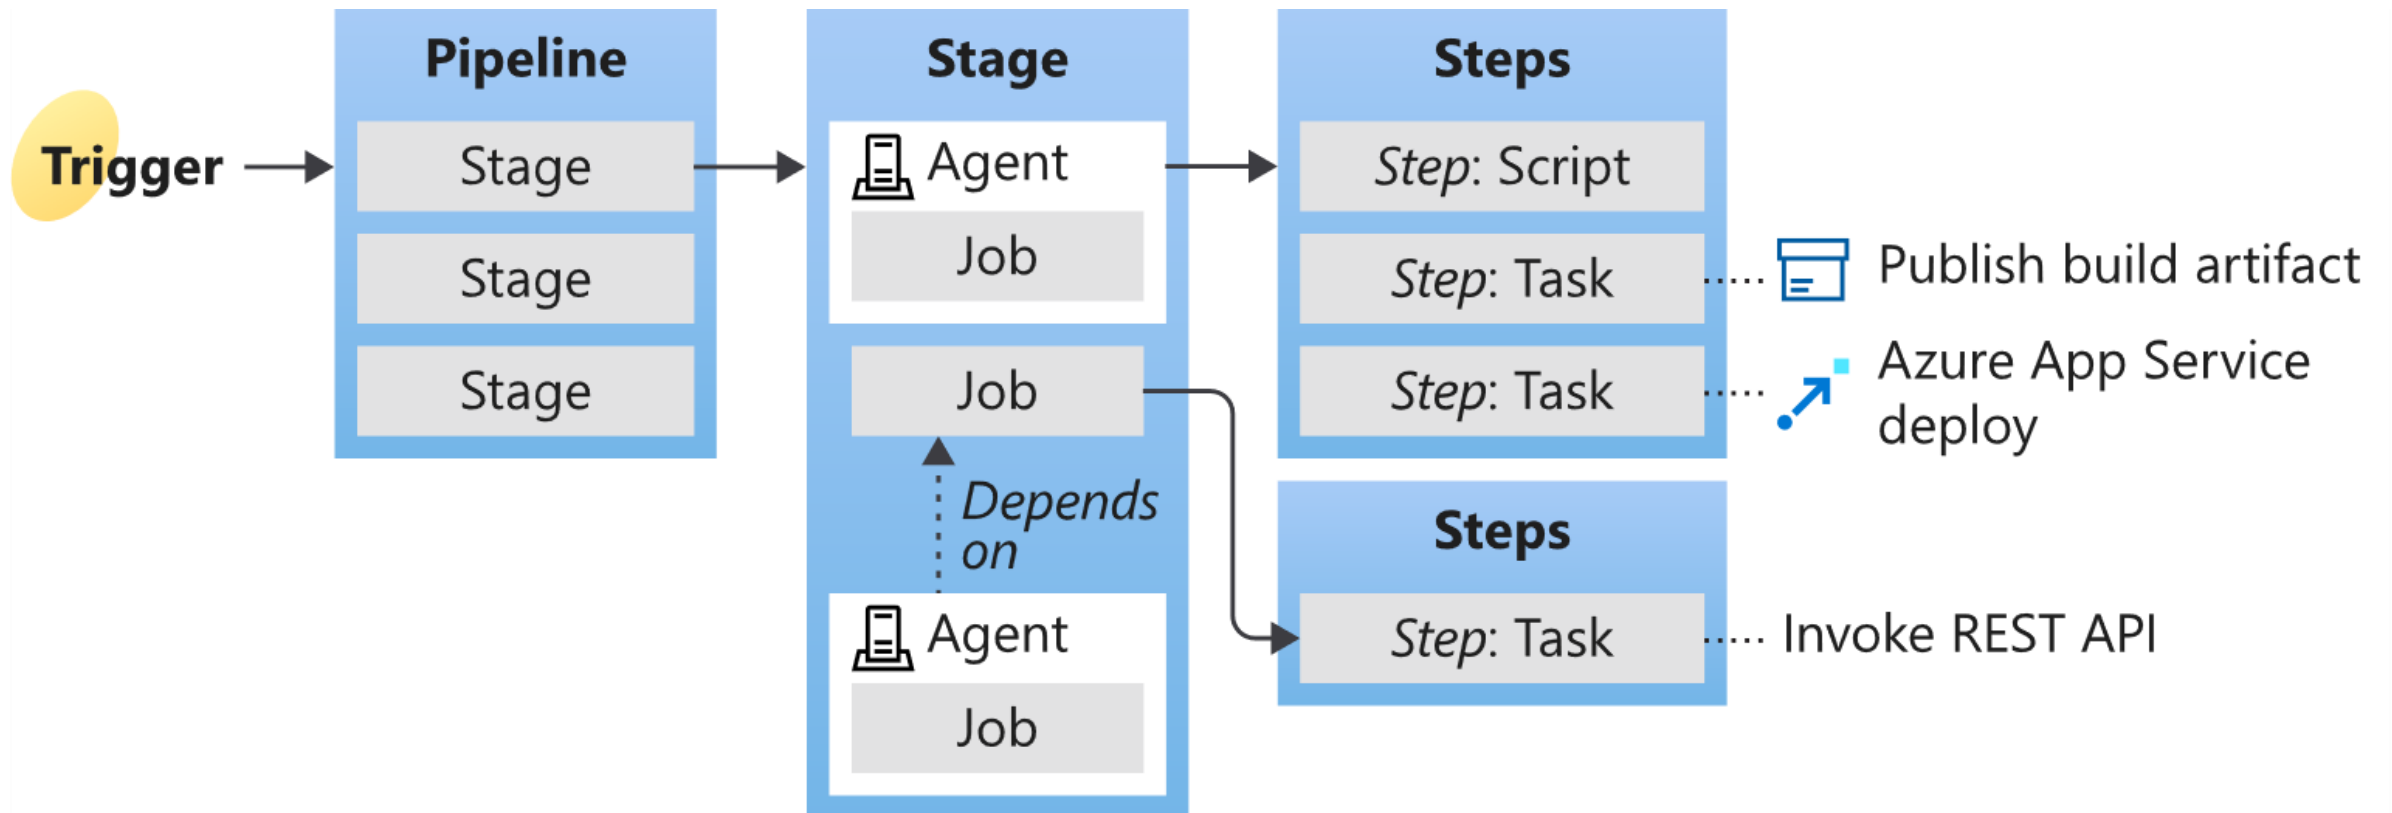 Trigger
Pipeline
Stage
Stage
Stage
Stage
Agent
Job
Job
Depends
on
Agent
Job
Steps
Step: Script
Step: Task
Step: Task
Publish build artifact
Azure App Service
deploy
Steps
Step: Task
Invoke REST API